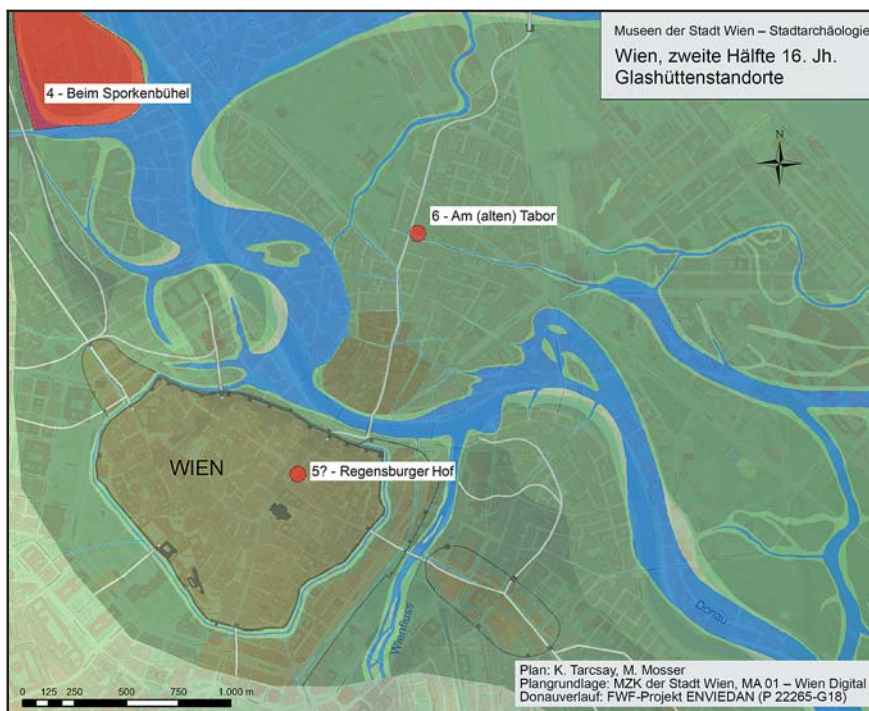 Museen der Stadt Wien – Stadtarchäologie
Wien, zweite Hälfte 16. Jh.
Glashüttenstandorte
4 - Beim Sporkenbühel
N
6 - Am (alten) Tabor
WIEN
5? - Regensburger Hof
Wienfluss
Donau
Plan: K. Tarcsay, M. Mosser
Plangrundlage: MZK der Stadt Wien, MA 01 – Wien Digital
Donauverlauf: FWF-Projekt ENVIEDAN (P 22265-G18)
0 125 250 500 750 1.000 m